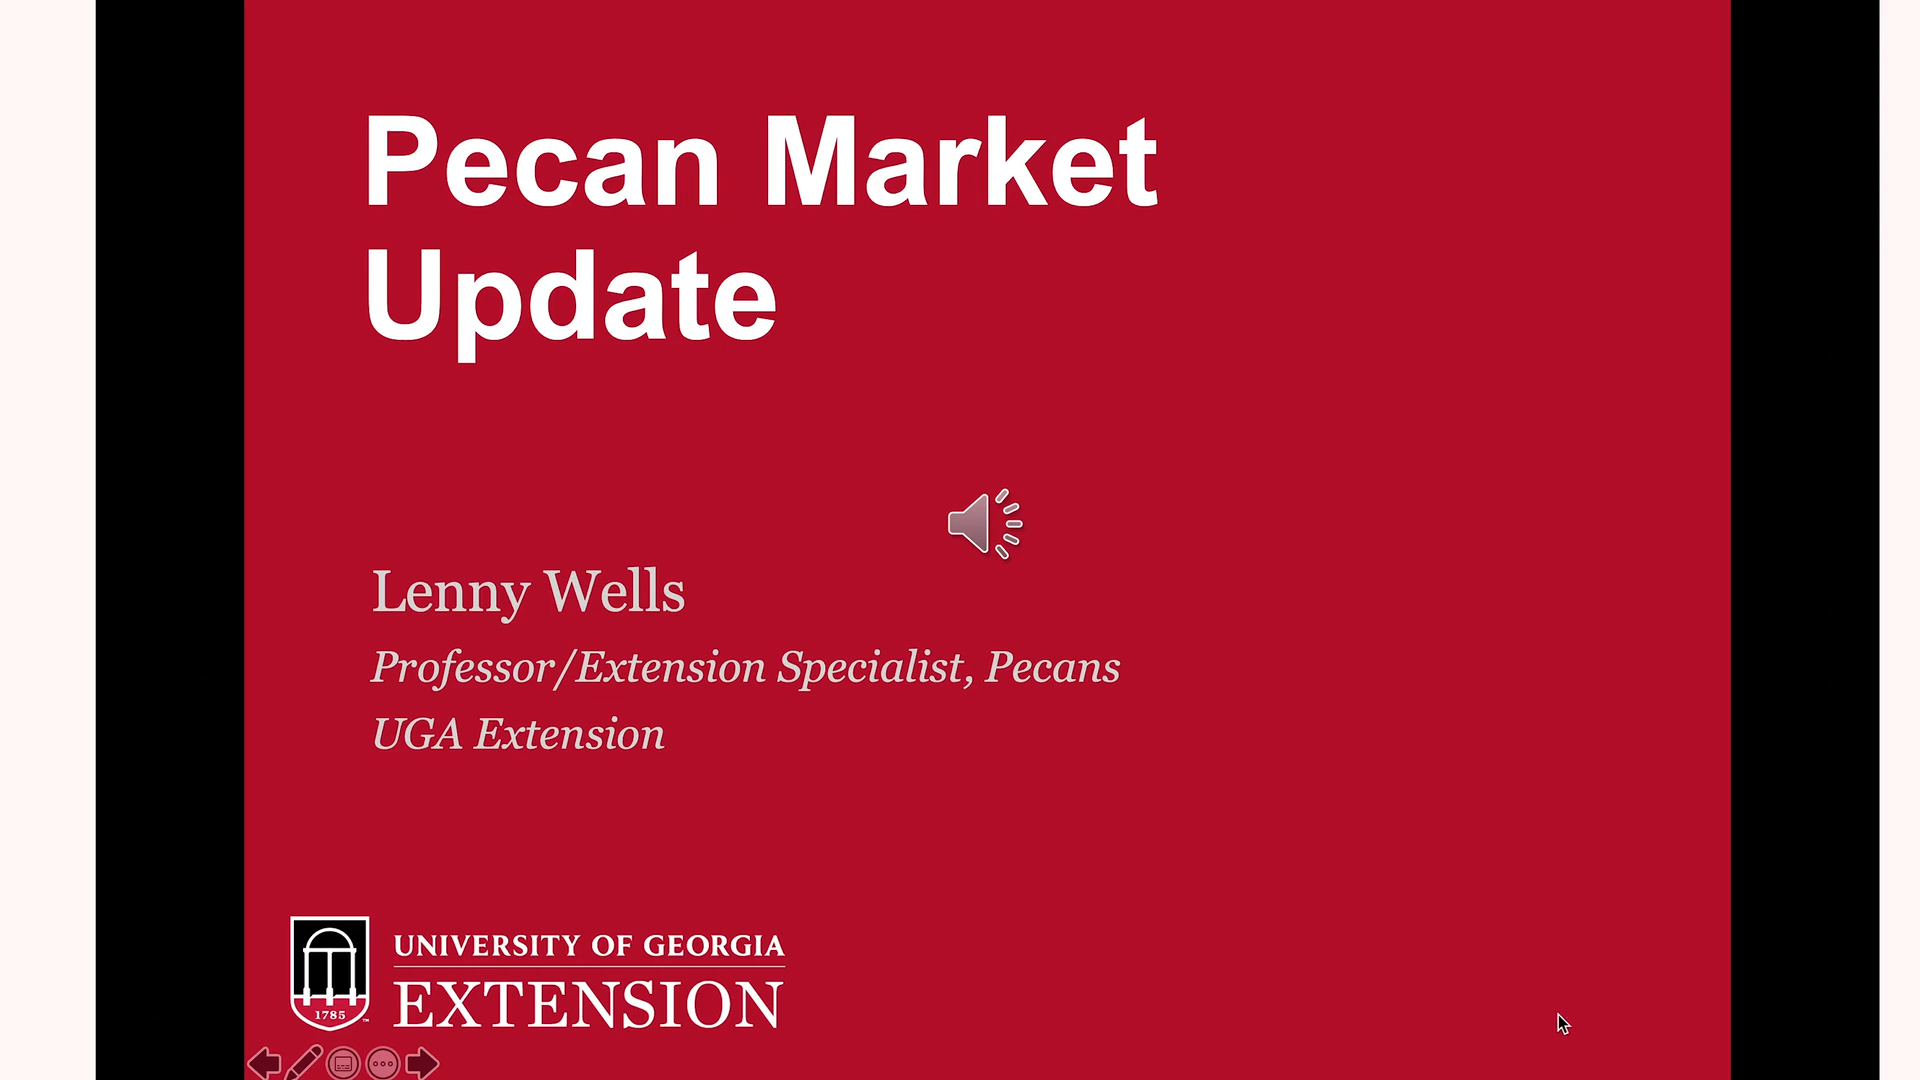 Pecan Market
Update
Lenny Wells
Professor/Extension Specialist, Pecans
UGA Extension
UNIVERSITY OF GEORGIA
EXTENSION
1785